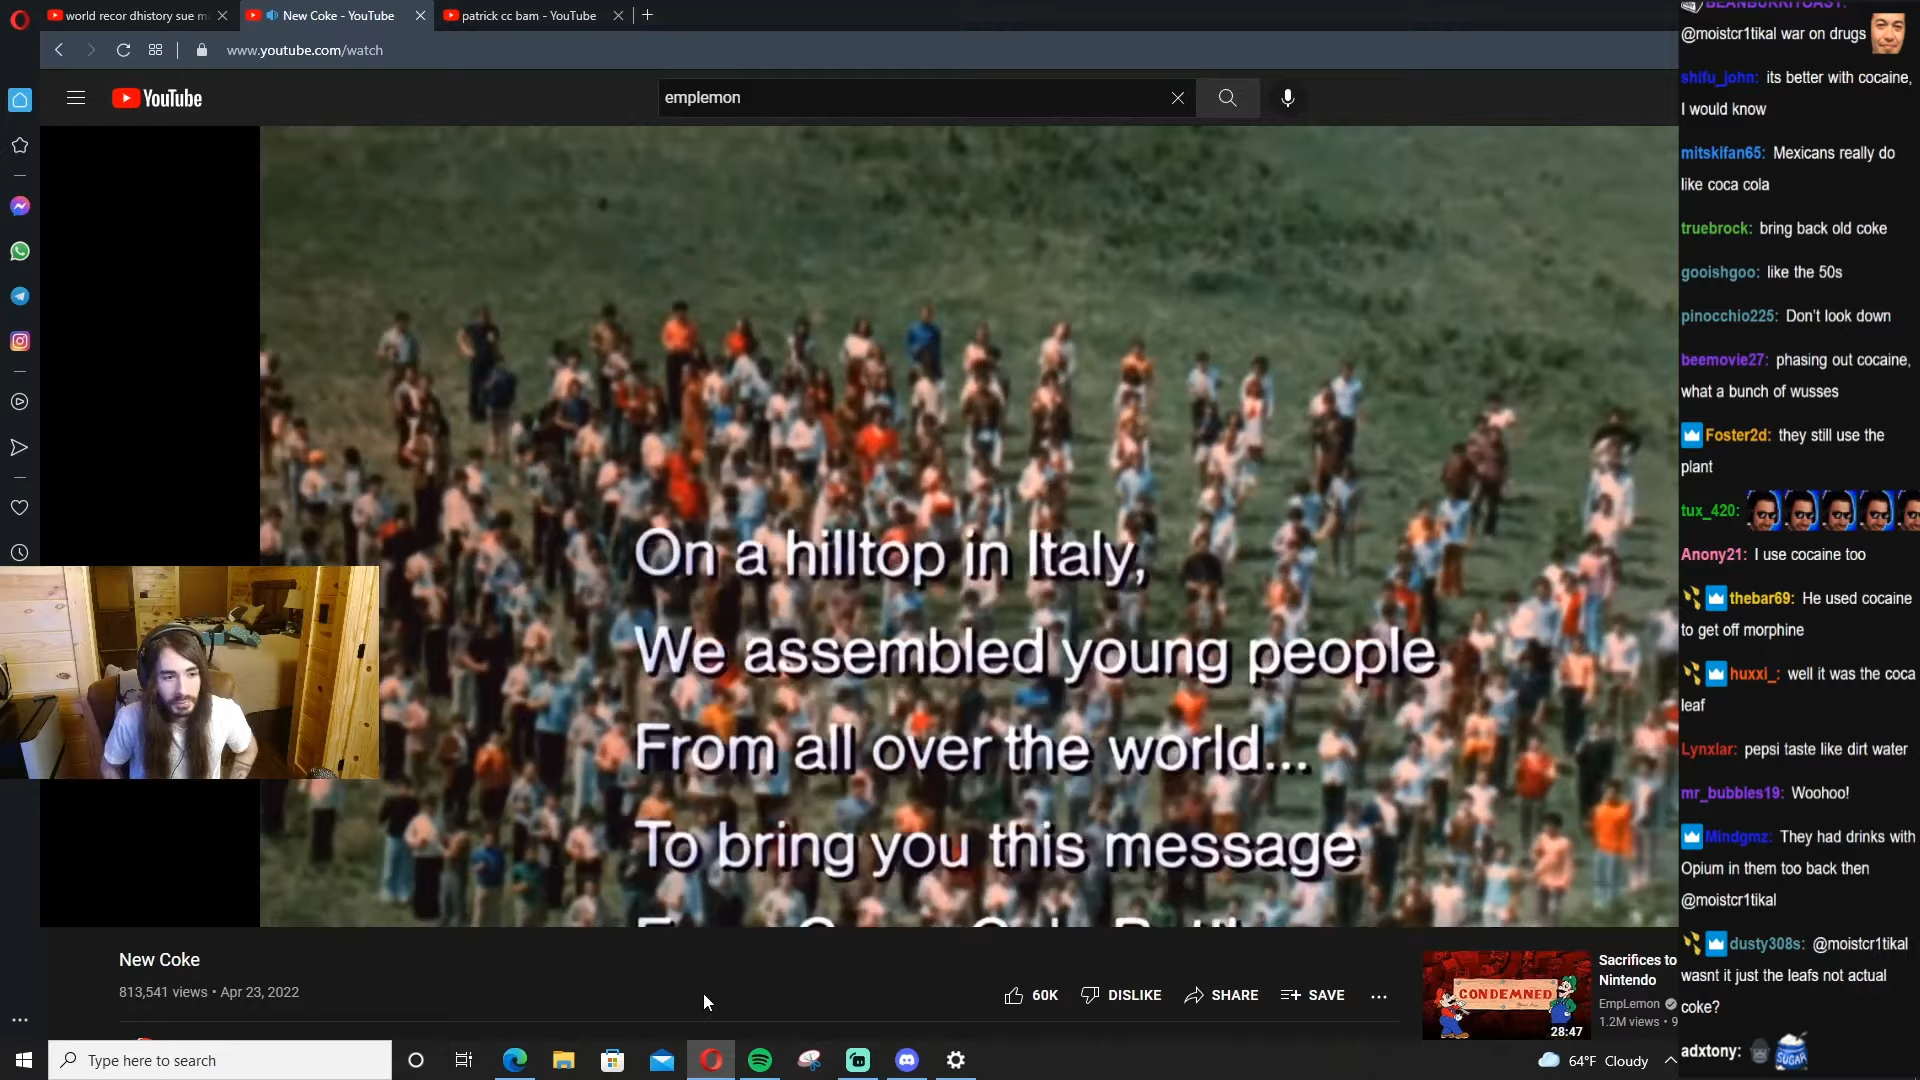 world recor dhistory sue m
New Coke - YouTube
patrick cc bam - YouTube
www.youtube.com/watch
YouTube
emplemon
On a hilltop in Italy,
We assembled young people
From all over the world...
To bring you this message
New Coke
813,541 views • Apr 23, 2022
60K
DISLIKE
SHARE
SAVE
CONDEMNED
28:47
Sacrifices to
Nintendo
EmpLemon
1.2M views • 9
BEANBURRITOAST:
@moistcr1tikal war on drugs
shifu_john: its better with cocaine,
I would know
mitskifan65: Mexicans really do
like coca cola
truebrock: bring back old coke
gooishgoo: like the 50s
pinocchio225: Don't look down
beemovie27: phasing out cocaine,
what a bunch of wusses
Foster2d: they still use the
plant
tux_420:
Anony21: I use cocaine too
thebar69: He used cocaine
to get off morphine
huxxi_: well it was the coca
leaf
Lynxlar: pepsi taste like dirt water
mr_bubbles19: Woohoo!
Mindgmz: They had drinks with
Opium in them too back then
@moistcr1tikal
dusty308s: @moistcr1tikal
wasnt it just the leafs not actual
coke?
adxtony:
SUGAR
Type here to search
64°F Cloudy